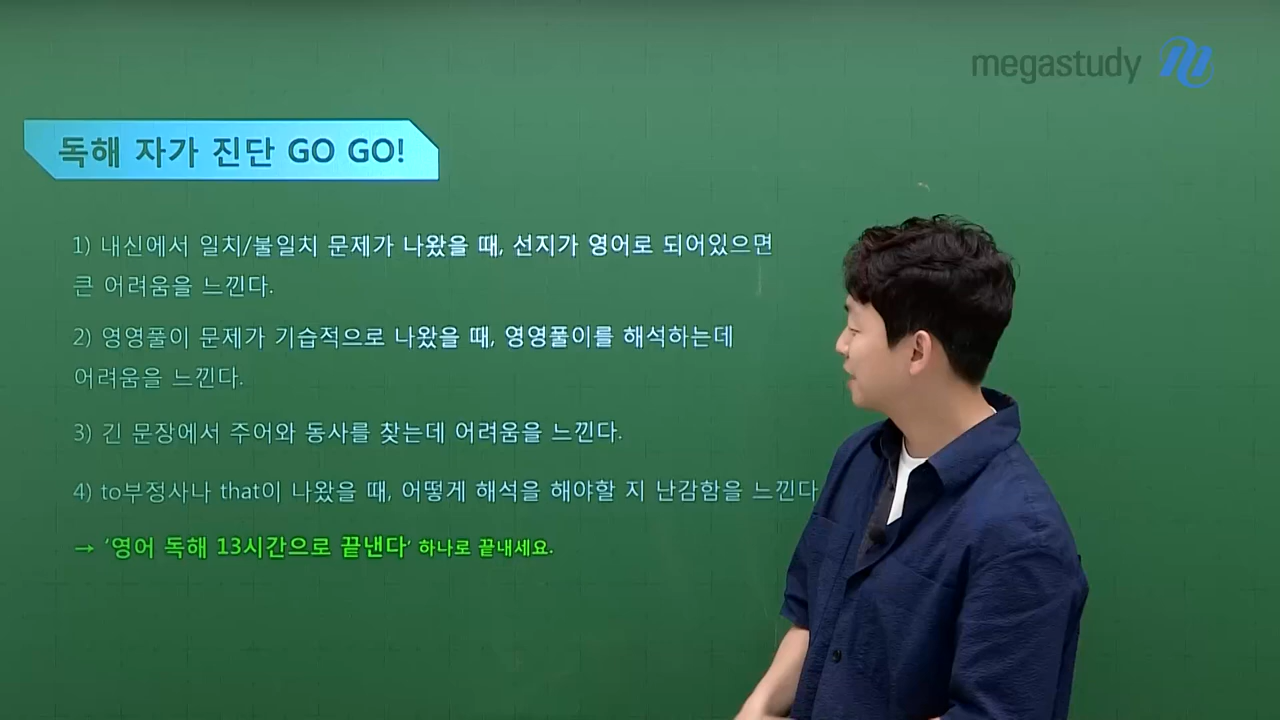 megastudy
독해 자가 진단 GO GO!
1) 내신에서 일치/불일치 문제가 나왔을 때, 선지가 영어로 되어있으면
큰 어려움을 느낀다.
2) 영영풀이 문제가 기습적으로 나왔을 때, 영영풀이를 해석하는데
어려움을 느낀다.
3) 긴 문장에서 주어와 동사를 찾는데 어려움을 느낀다.
4) to부정사나 that이 나왔을 때, 어떻게 해석을 해야할 지 난감함을 느낀다
→ '영어 독해 13시간으로 끝낸다' 하나로 끝내세요.